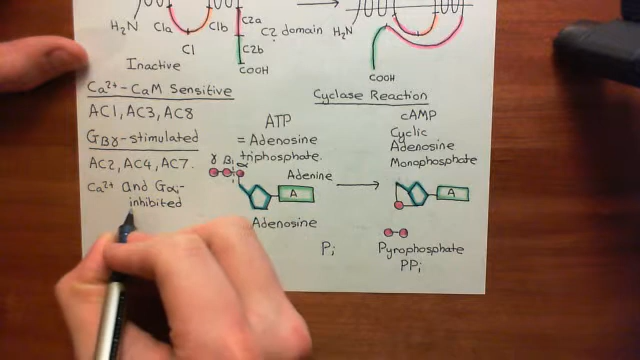 H₂N C1a C1b C2a C2 domain H₂N
C1 C2b
Inactive COOH COOH
Ca²⁺-CaM Sensitive
AC1, AC3, AC8
Gβγ-stimulated
AC2, AC4, AC7.
Ca²⁺ and Gαi-
inhibited
Cyclase Reaction
ATP
= Adenosine
triphosphate.
γ β α
Adenine
A
Adenosine
Pi
cAMP
Cyclic
Adenosine
Monophosphate
A
Pyrophosphate
PPi